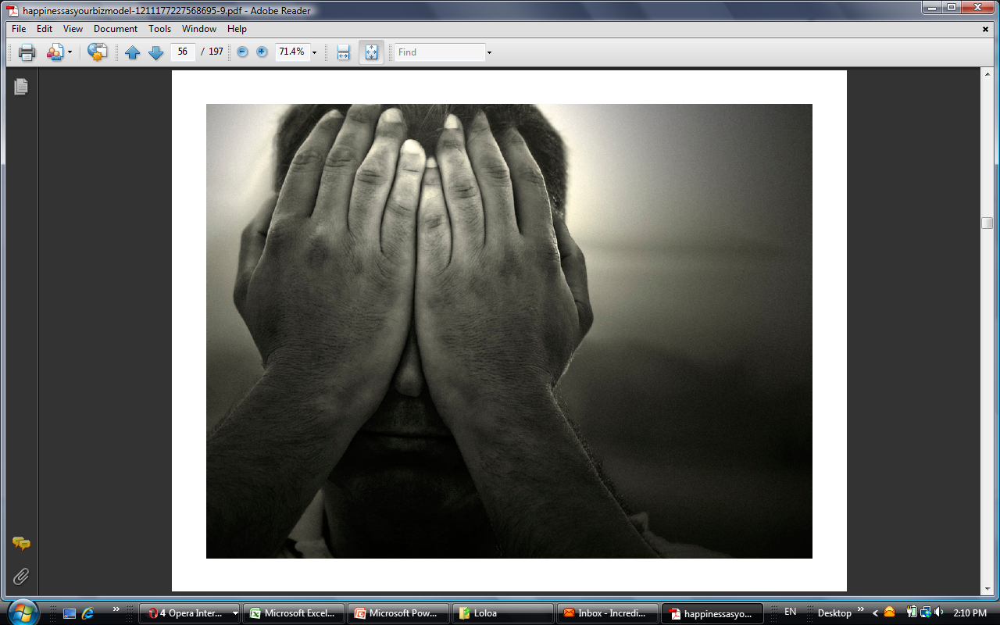 happinessasyourbizmodel-1211177227568695-9.pdf - Adobe Reader
File Edit View Document Tools Window Help
56 / 197 71.4% Find
4 Opera Inter... Microsoft Excel... Microsoft Pow... Loloa Inbox - Incredi... happinessasyo... EN Desktop 2:10 PM